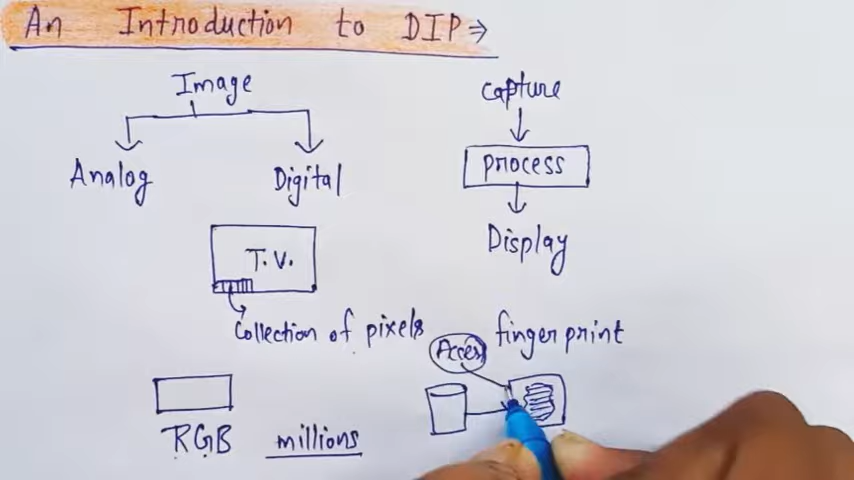 An Introduction to DIP⇒
Image
Analog
Digital
T.V.
Collection of pixels
RGB
millions
capture
process
Display
finger print
Access